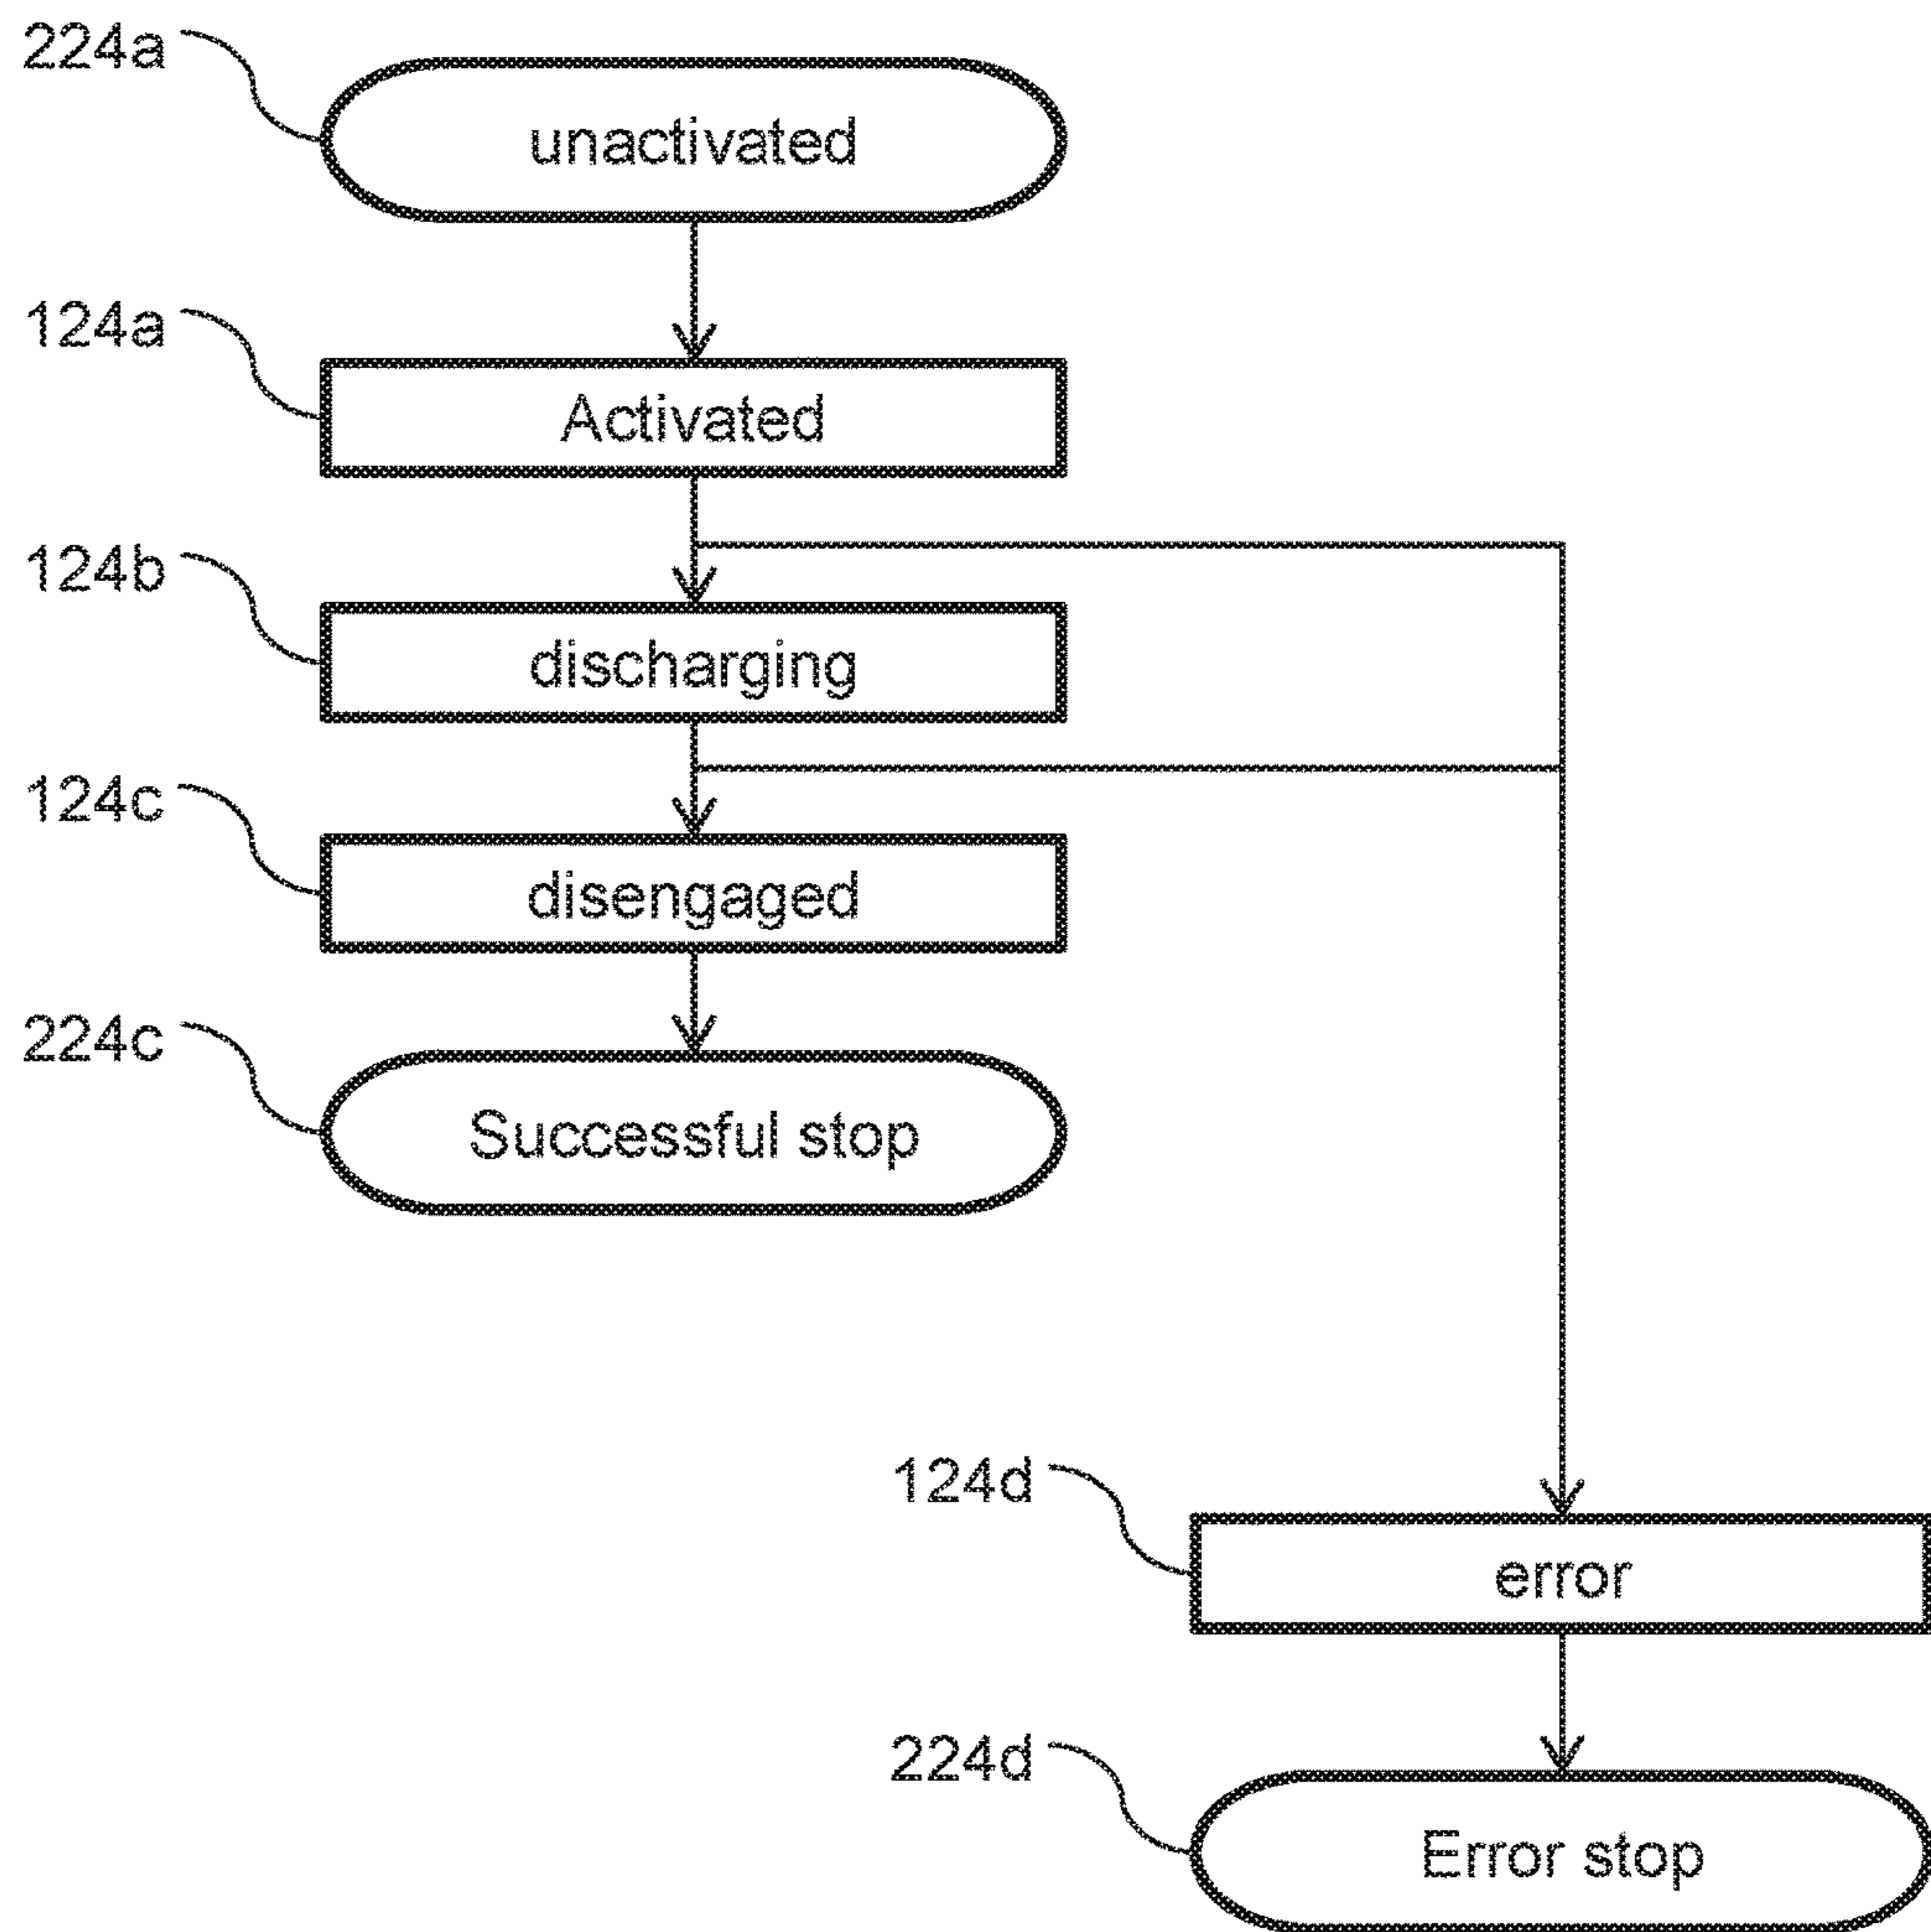 224a
unactivated
124a
Activated
124b
discharging
124c
disengaged
224c
Successful stop
124d
error
224d
Error stop